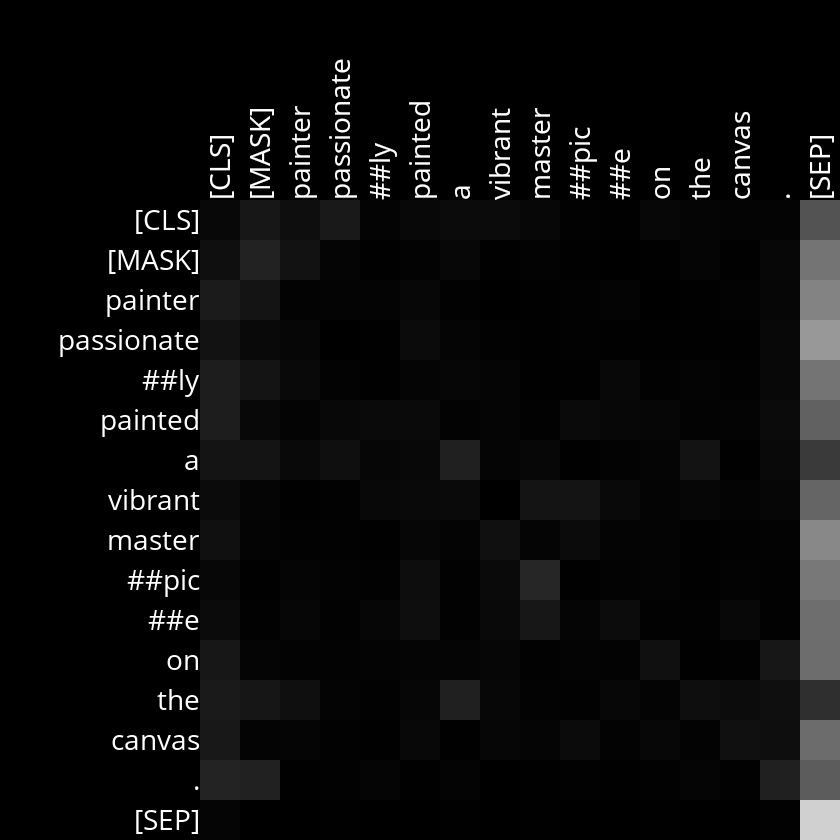 [CLS] [MASK] painter passionate ##ly painted a vibrant master ##pic ##e on the canvas . [SEP]
[CLS]
[MASK]
painter
passionate
##ly
painted
a
vibrant
master
##pic
##e
on
the
canvas
.
[SEP]